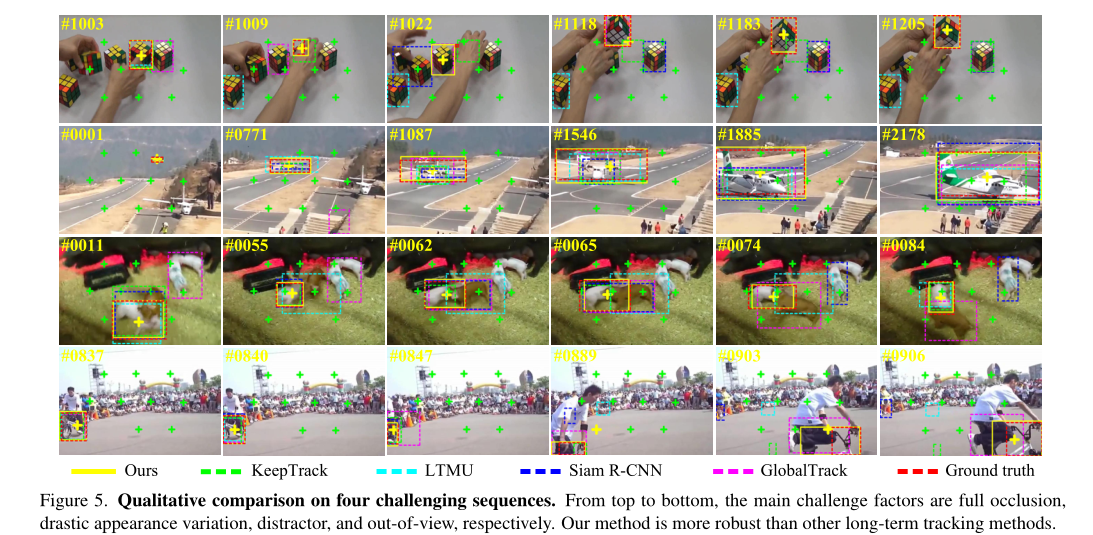 #1003 #1009 #1022 #1118 #1183 #1205
#0001 #0771 #1087 #1546 #1885 #2178
#0011 #0055 #0062 #0065 #0074 #0084
#0837 #0840 #0847 #0889 #0903 #0906
Ours KeepTrack LTMU Siam R-CNN GlobalTrack Ground truth
Figure 5. Qualitative comparison on four challenging sequences. From top to bottom, the main challenge factors are full occlusion,
drastic appearance variation, distractor, and out-of-view, respectively. Our method is more robust than other long-term tracking methods.